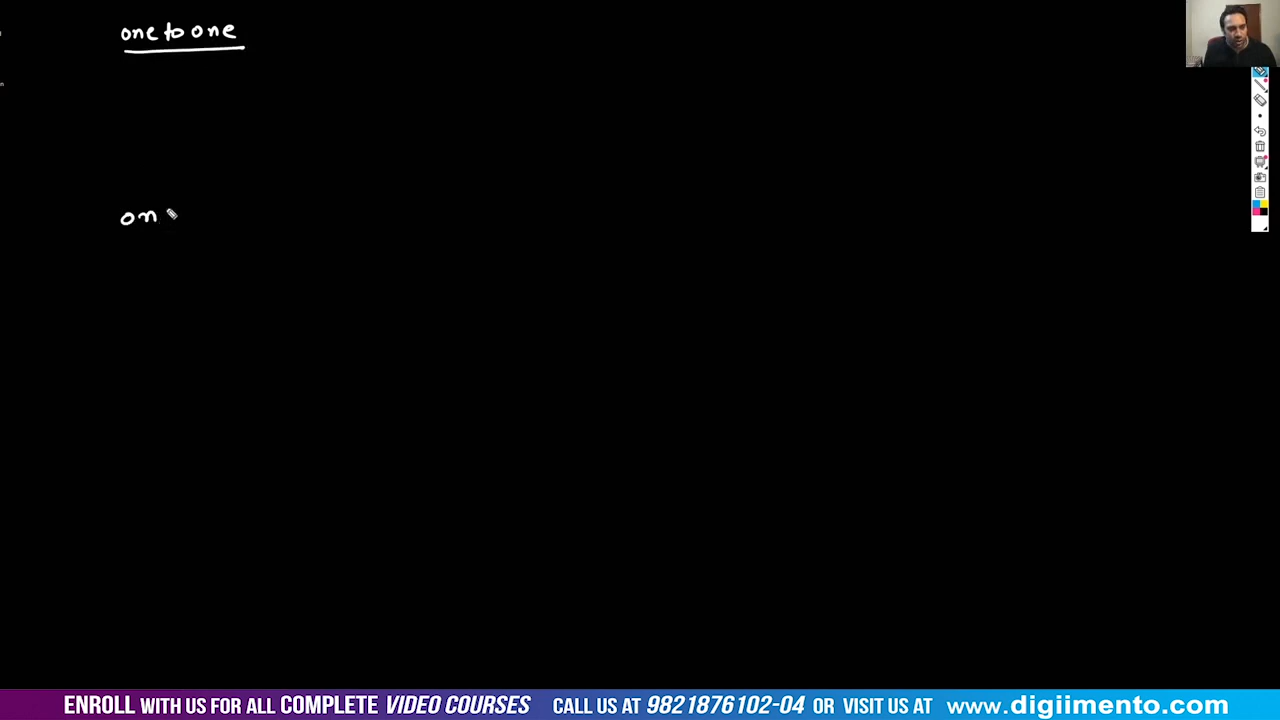 one to one
on
ENROLL WITH US FOR ALL COMPLETE VIDEO COURSES CALL US AT 9821876102-04 OR VISIT US AT www.digiimento.com